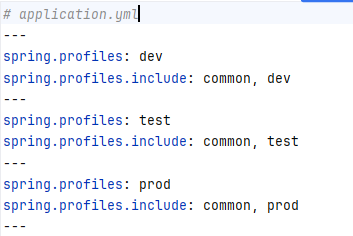 # application.yml
---
spring.profiles: dev
spring.profiles.include: common, dev
---
spring.profiles: test
spring.profiles.include: common, test
---
spring.profiles: prod
spring.profiles.include: common, prod
---